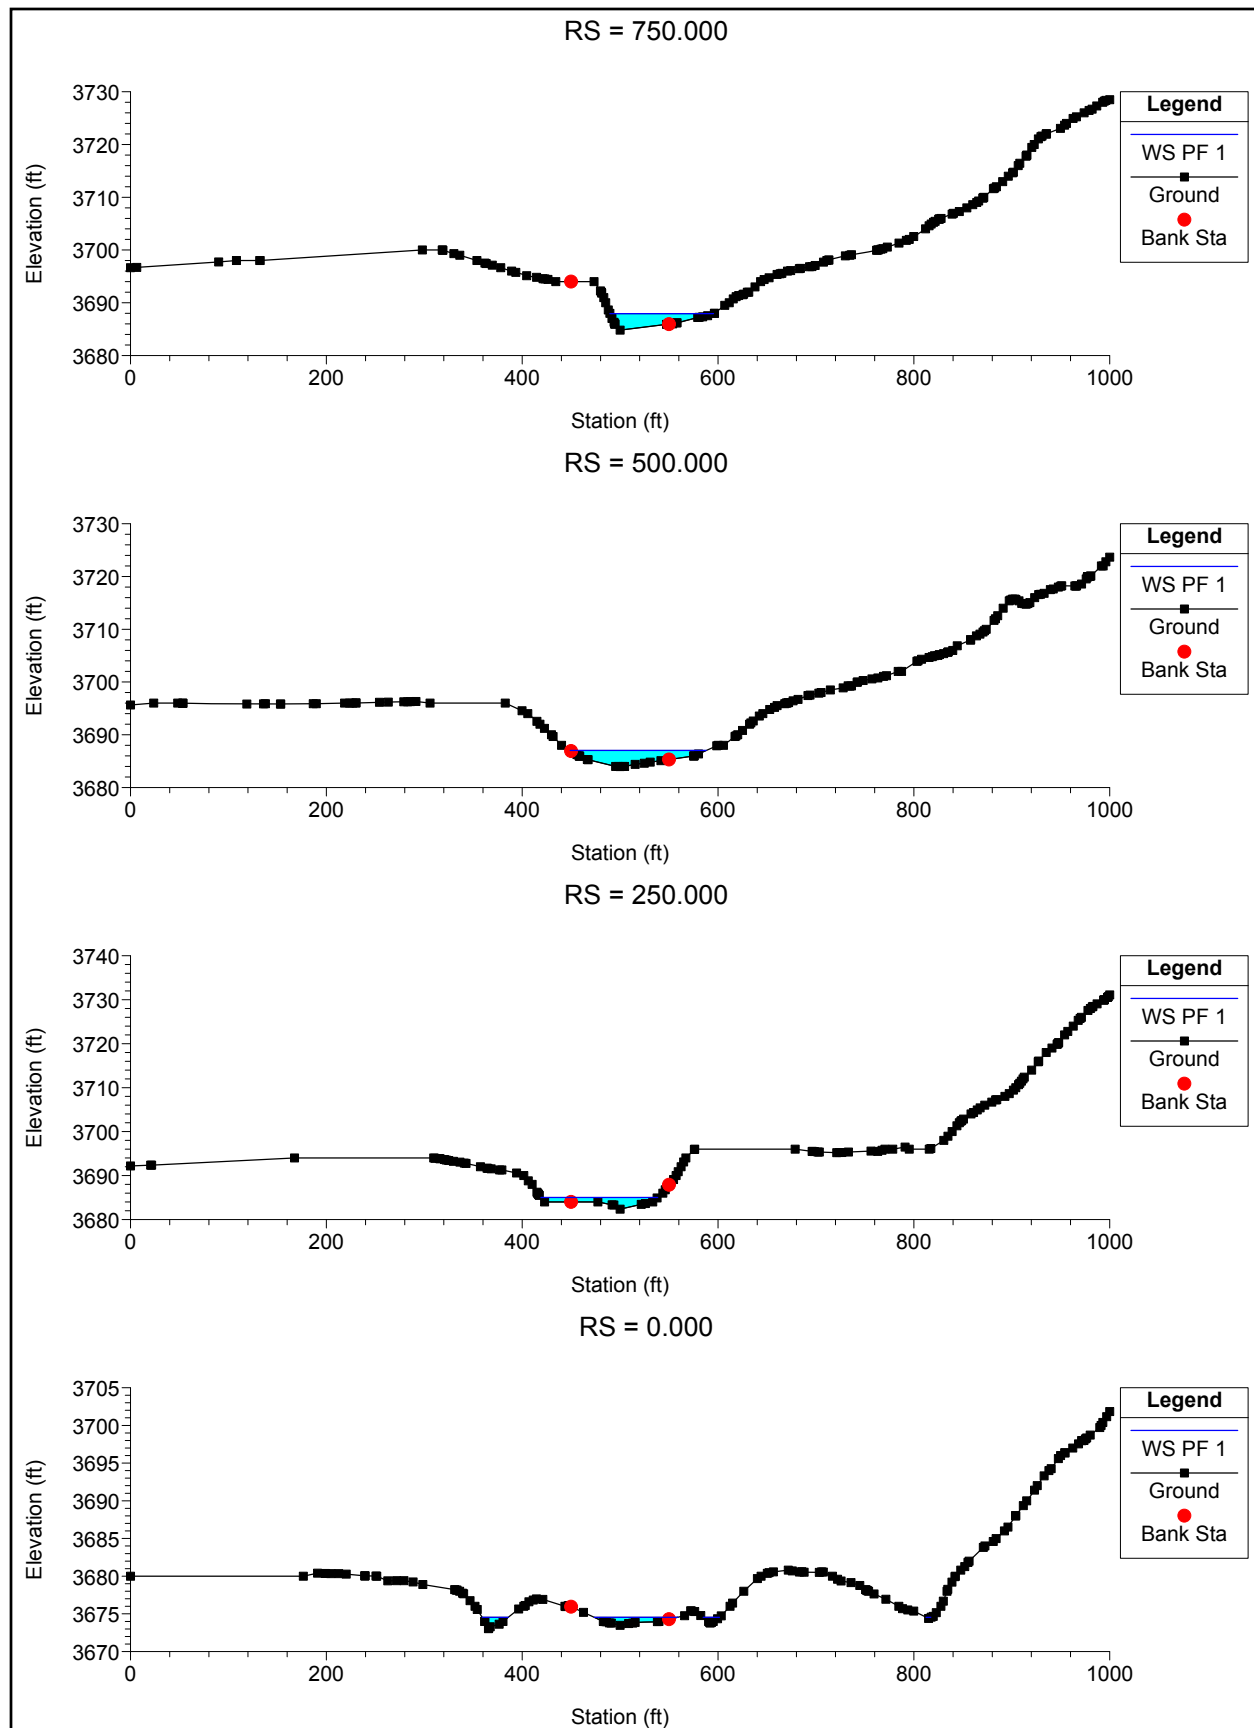 RS = 750.000
3730
3720
3710
3700
3690
3680
Elevation (ft)
0 200 400 600 800 1000
Station (ft)
Legend
WS PF 1
Ground
Bank Sta
RS = 500.000
3730
3720
3710
3700
3690
3680
Elevation (ft)
0 200 400 600 800 1000
Station (ft)
Legend
WS PF 1
Ground
Bank Sta
RS = 250.000
3740
3730
3720
3710
3700
3690
3680
Elevation (ft)
0 200 400 600 800 1000
Station (ft)
Legend
WS PF 1
Ground
Bank Sta
RS = 0.000
3705
3700
3695
3690
3685
3680
3675
3670
Elevation (ft)
0 200 400 600 800 1000
Station (ft)
Legend
WS PF 1
Ground
Bank Sta